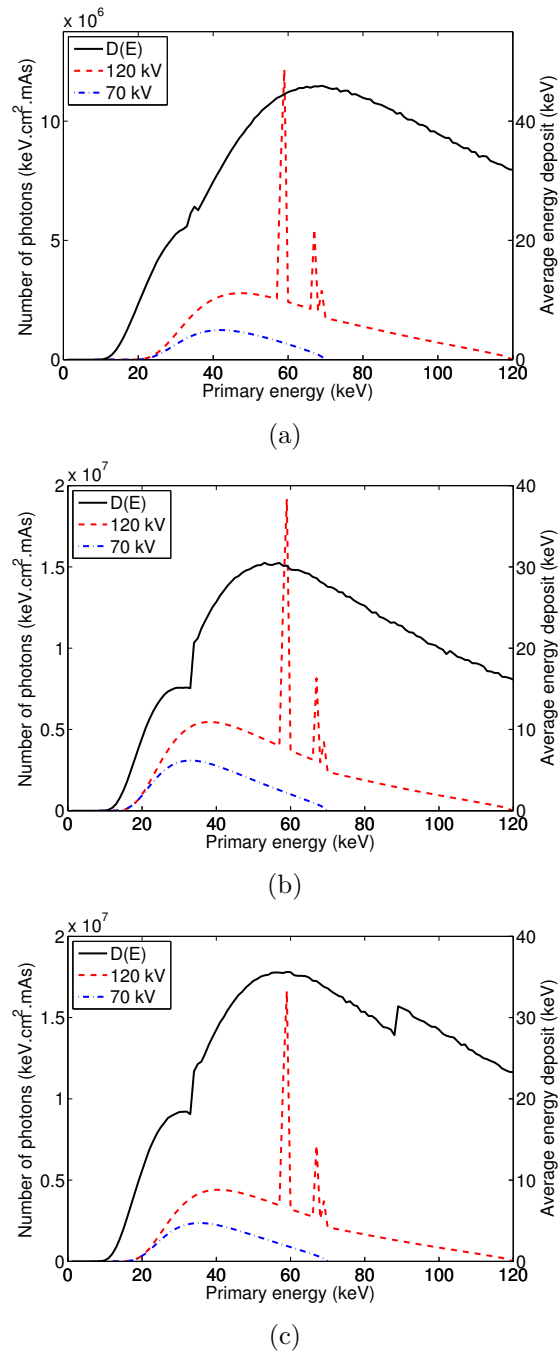 x 10^6
D(E)
120 kV
70 kV
Number of photons (keV.cm^2.mAs)
10
5
0
Average energy deposit (keV)
40
20
0
0 20 40 60 80 100 120
Primary energy (keV)
(a)
x 10^7
D(E)
120 kV
70 kV
Number of photons (keV.cm^2.mAs)
2
1.5
1
0.5
0
Average energy deposit (keV)
40
30
20
10
0
0 20 40 60 80 100 120
Primary energy (keV)
(b)
x 10^7
D(E)
120 kV
70 kV
Number of photons (keV.cm^2.mAs)
2
1.5
1
0.5
0
Average energy deposit (keV)
40
30
20
10
0
0 20 40 60 80 100 120
Primary energy (keV)
(c)